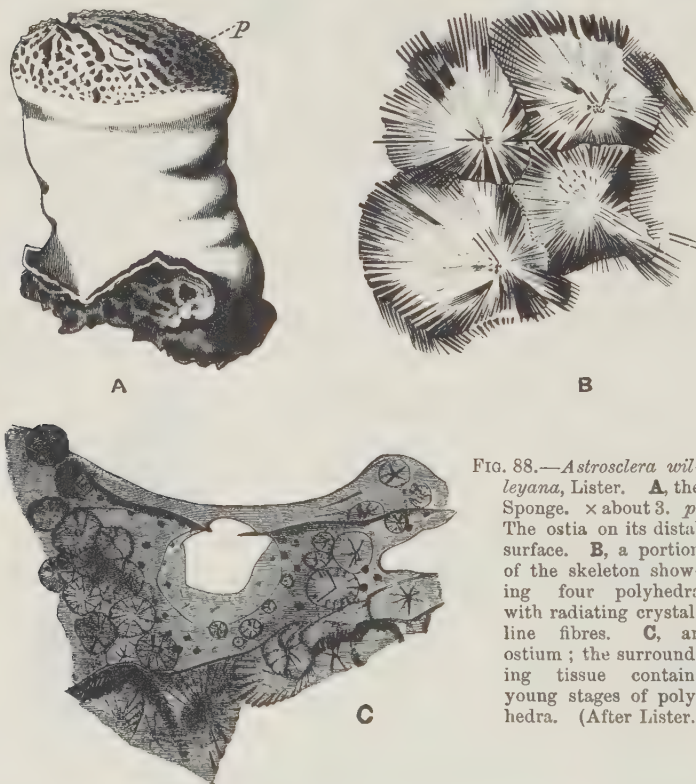 p
A
B
C
FIG. 88.—Astrosclera wil-
leyana, Lister. A, the
Sponge. × about 3. p,
The ostia on its distal
surface. B, a portion
of the skeleton show-
ing four polyhedra
with radiating crystal-
line fibres. C, an
ostium ; the surround-
ing tissue contains
young stages of poly-
hedra. (After Lister.